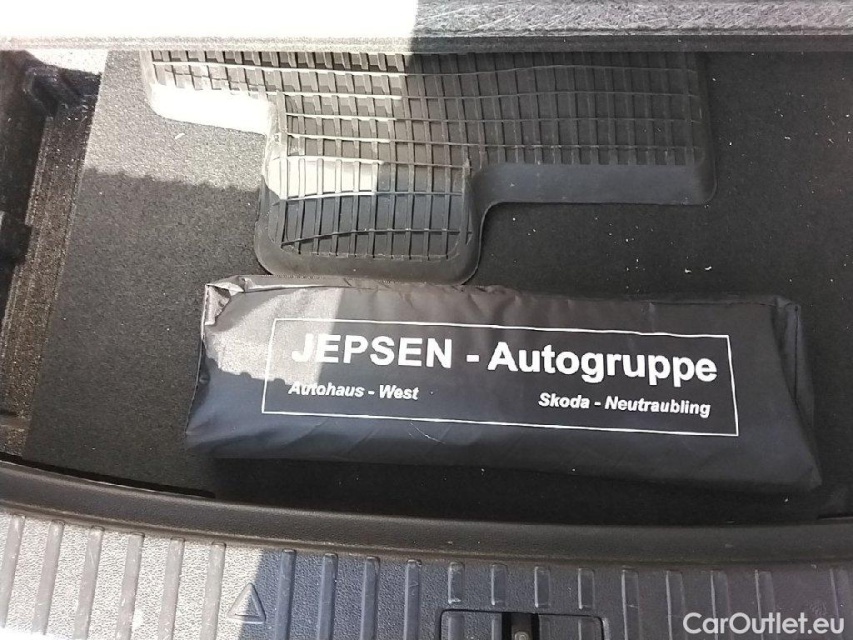 JEPSEN - Autogruppe
Autohaus - West
Skoda - Neutraubling
CarOutlet.eu